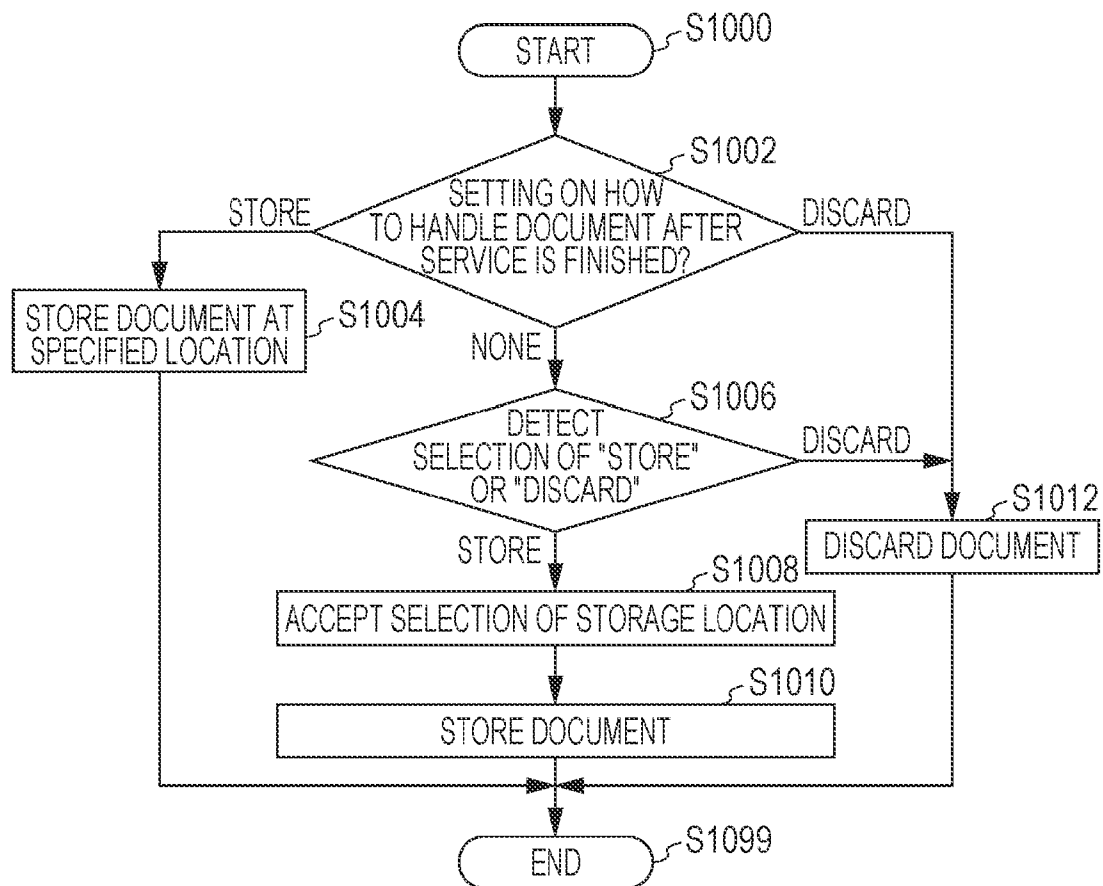 START
S1000
S1002
SETTING ON HOW
TO HANDLE DOCUMENT AFTER
SERVICE IS FINISHED?
STORE
DISCARD
STORE DOCUMENT AT
SPECIFIED LOCATION
S1004
NONE
S1006
DETECT
SELECTION OF "STORE"
OR "DISCARD"
DISCARD
S1012
DISCARD DOCUMENT
STORE
S1008
ACCEPT SELECTION OF STORAGE LOCATION
S1010
STORE DOCUMENT
END
S1099